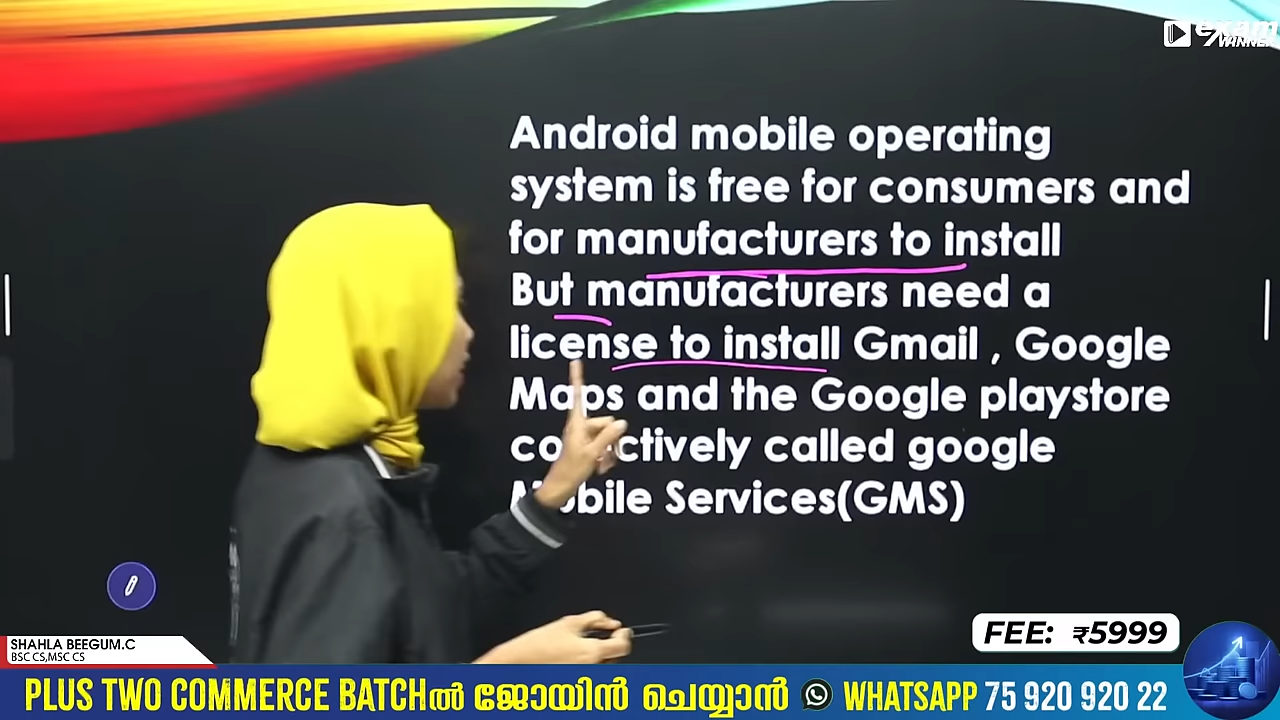 exam
WINNER
Android mobile operating
system is free for consumers and
for manufacturers to install
But manufacturers need a
license to install Gmail , Google
Maps and the Google playstore
ctively called google
bile Services(GMS)
FEE: ₹5999
SHAHLA BEEGUM.C
BSC CS,MSC CS
PLUS TWO COMMERCE BATCHൽ ജോയിൻ ചെയ്യാൻ WHATSAPP 75 920 920 22